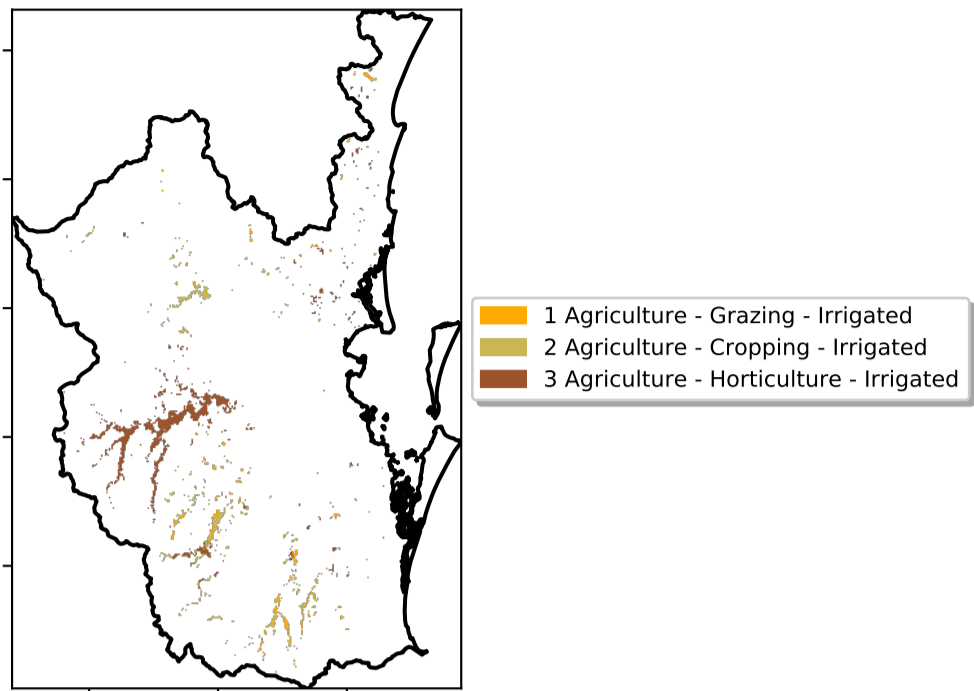 1 Agriculture - Grazing - Irrigated
2 Agriculture - Cropping - Irrigated
3 Agriculture - Horticulture - Irrigated